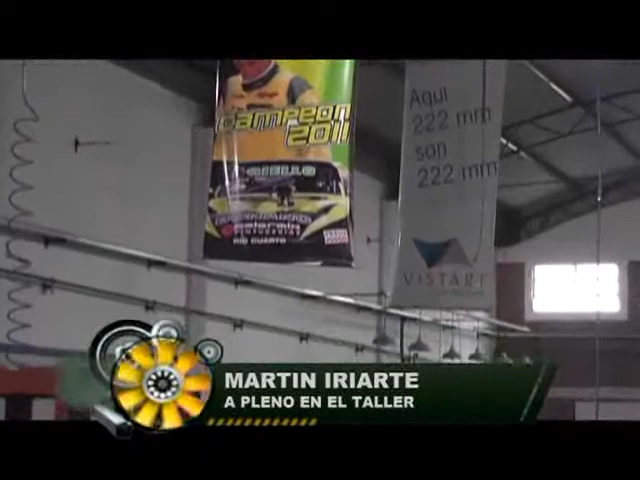 Campeon
2011
RIO CUARTO
Aqui
222 mm
son
222 mm
VISTART
MARTIN IRIARTE
A PLENO EN EL TALLER